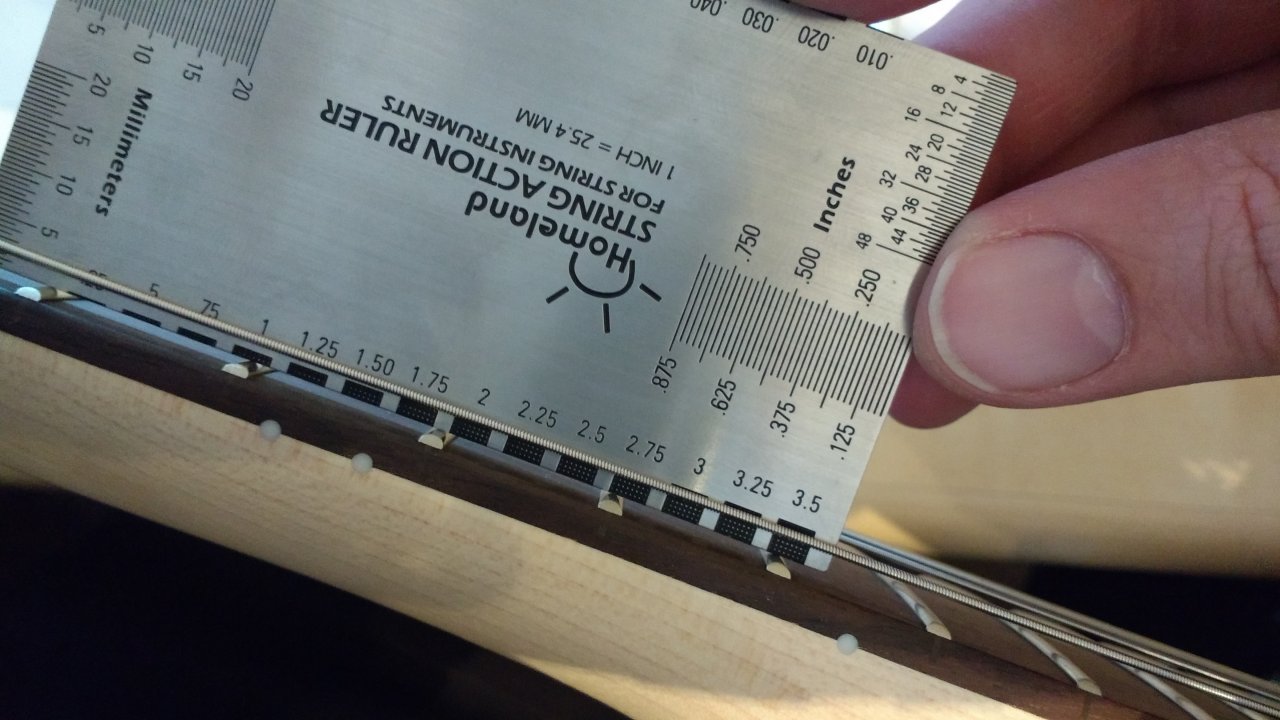 Homeland
STRING ACTION RULER
FOR STRING INSTRUMENTS
1 INCH = 25.4 MM
.040 .030 .020 .010
5 10 15 20
20 15 10 5
Millimeters
4 8 12 16 20 24 28 32 36 40 44 48
Inches
.750 .500 .250
.875 .625 .375 .125
.5 .75 1 1.25 1.50 1.75 2 2.25 2.5 2.75 3 3.25 3.5